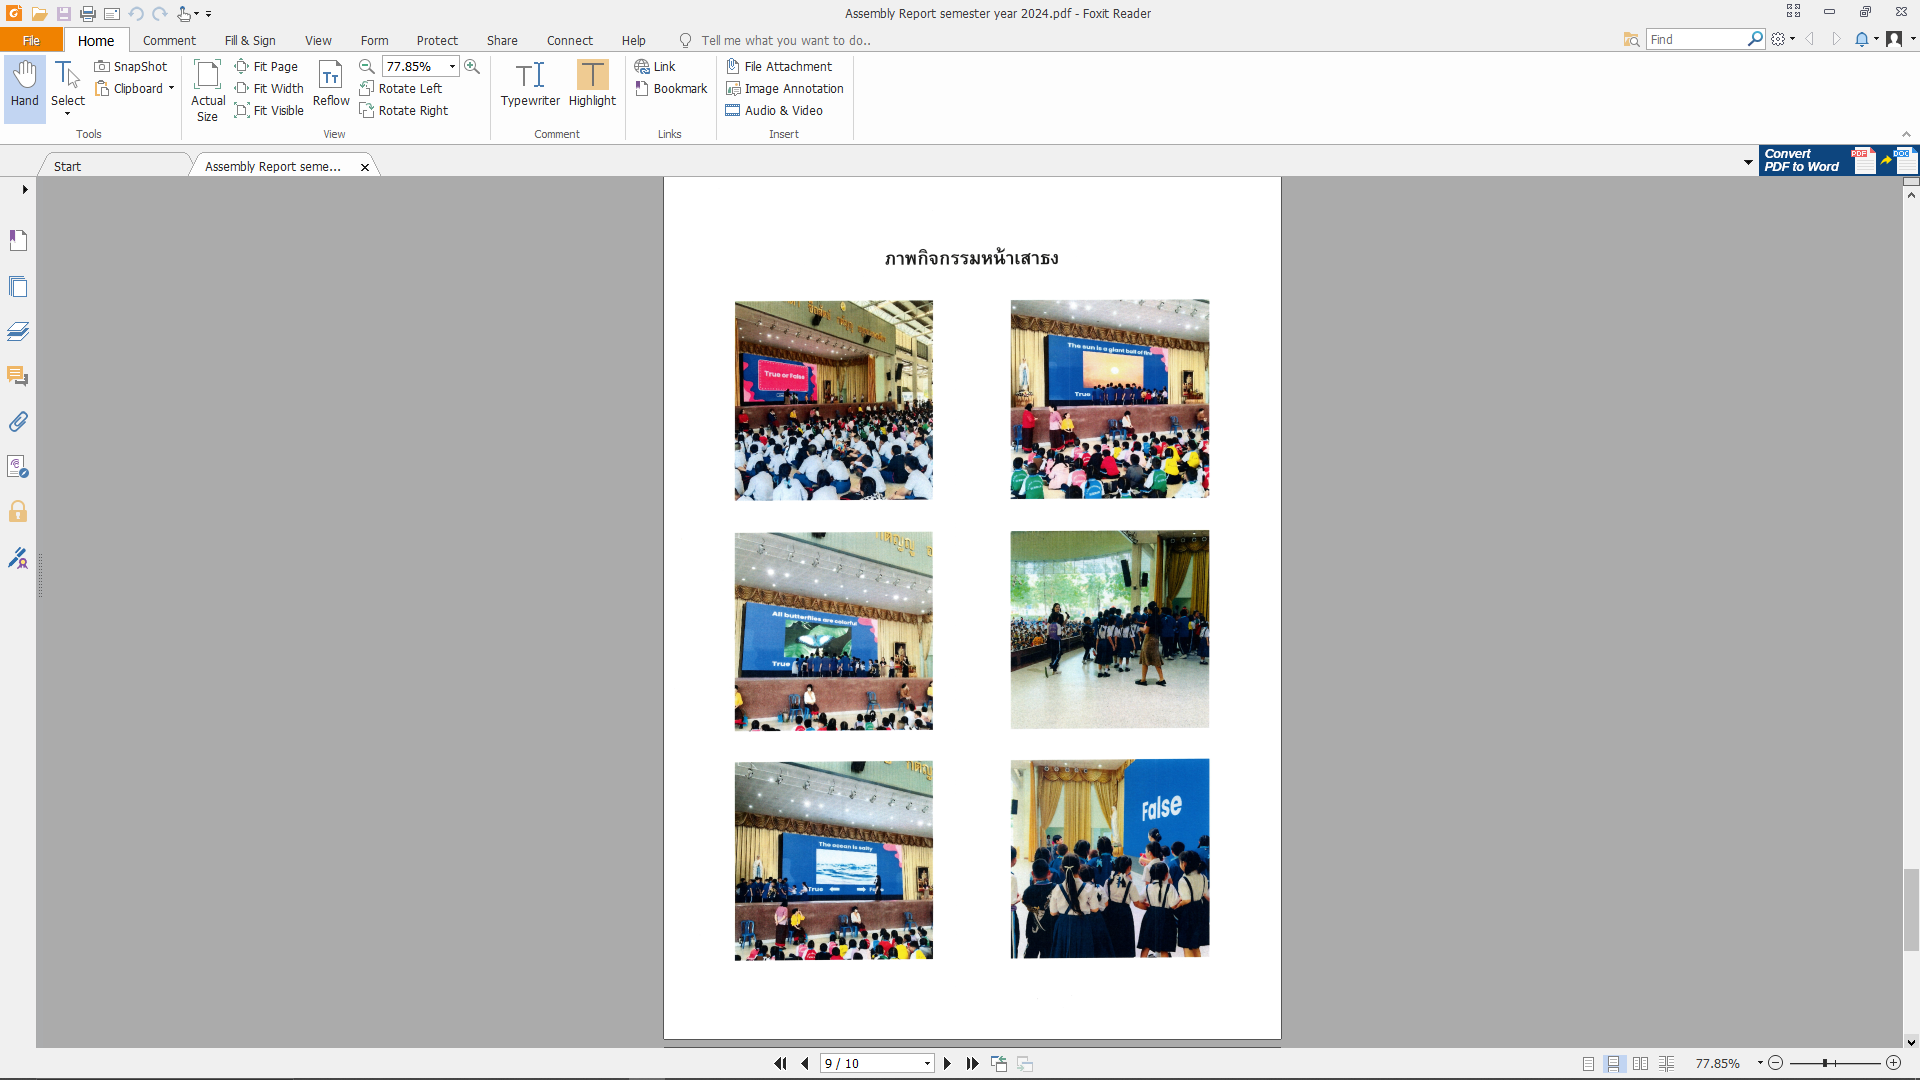 Assembly Report semester year 2024.pdf - Foxit Reader
File
Home
Comment
Fill & Sign
View
Form
Protect
Share
Connect
Help
Tell me what you want to do..
Find
Hand
Select
SnapShot
Clipboard
Tools
Actual
Size
Fit Page
Fit Width
Fit Visible
Reflow
77.85%
Rotate Left
Rotate Right
View
Typewriter
Highlight
Comment
Link
Bookmark
Links
File Attachment
Image Annotation
Audio & Video
Insert
Start
Assembly Report seme...
Convert
PDF to Word
PDF
DOC
ภาพกิจกรรมหน้าเสาธง
True or False
The sun is a giant ball of fire
True
All butterflies are colorful
True
The ocean is salty
True
False
9 / 10
77.85%